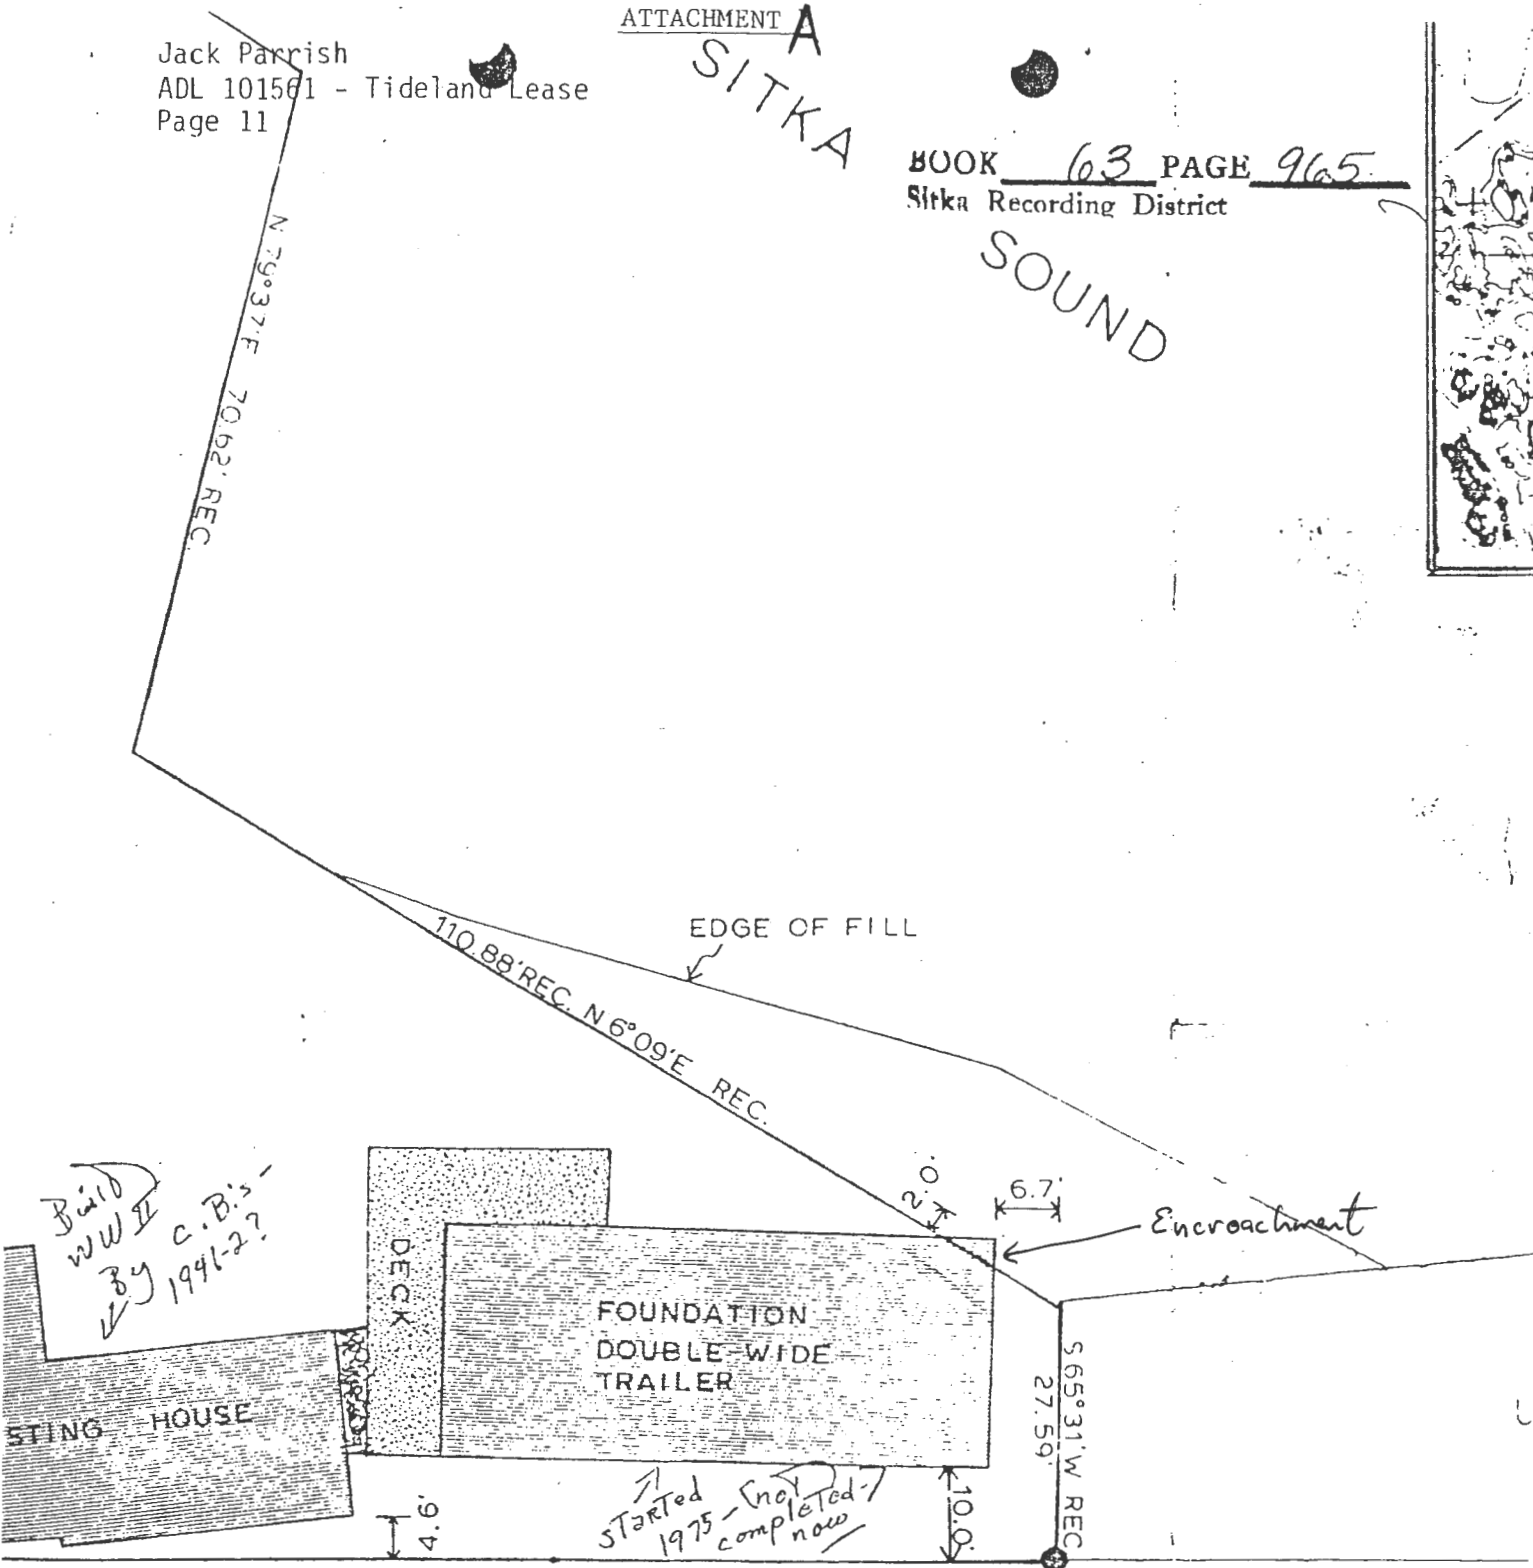 ATTACHMENT A
Jack Parrish
ADL 101561 - Tideland Lease
Page 11
SITKA
SOUND
BOOK 63 PAGE 965
Sitka Recording District
N 79°37'E 70.62' REC.
EDGE OF FILL
110.88' REC. N 6°09'E REC.
2.0'
6.7'
Encroachment
Build
WW II
By C.B.'s -
1941-2?
DECK
FOUNDATION
DOUBLE-WIDE
TRAILER
STING HOUSE
S 65°31' W REC
27.59'
4.6'
10.0'
STarTed
1975 - (not
compleTed-)
now